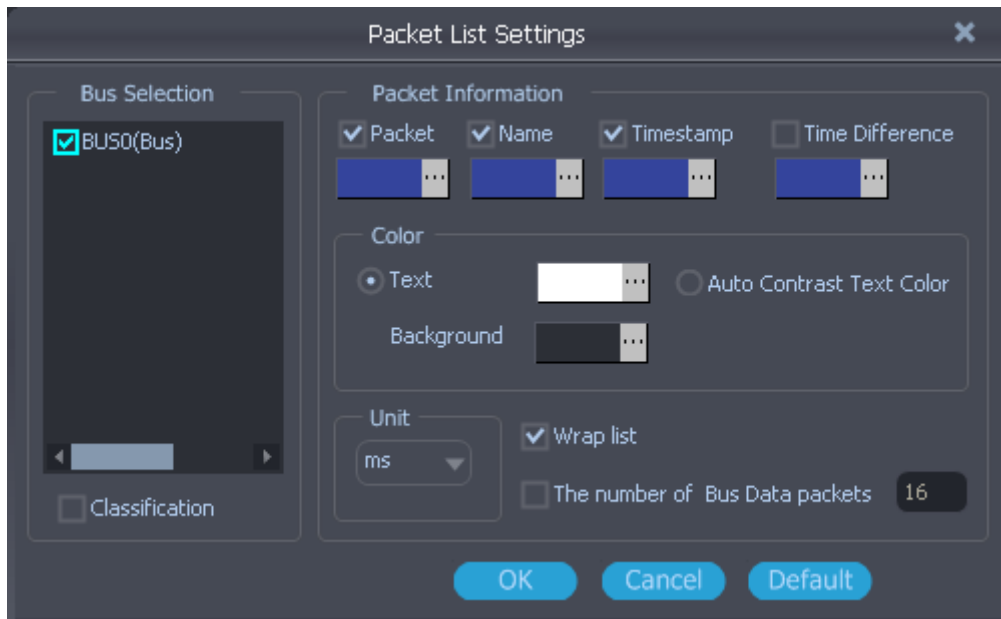 Packet List Settings
Bus Selection
BUS0(Bus)
Classification
Packet Information
Packet Name Timestamp Time Difference
... ... ... ...
Color
Text ... Auto Contrast Text Color
Background ...
Unit
ms
Wrap list
The number of Bus Data packets 16
OK Cancel Default